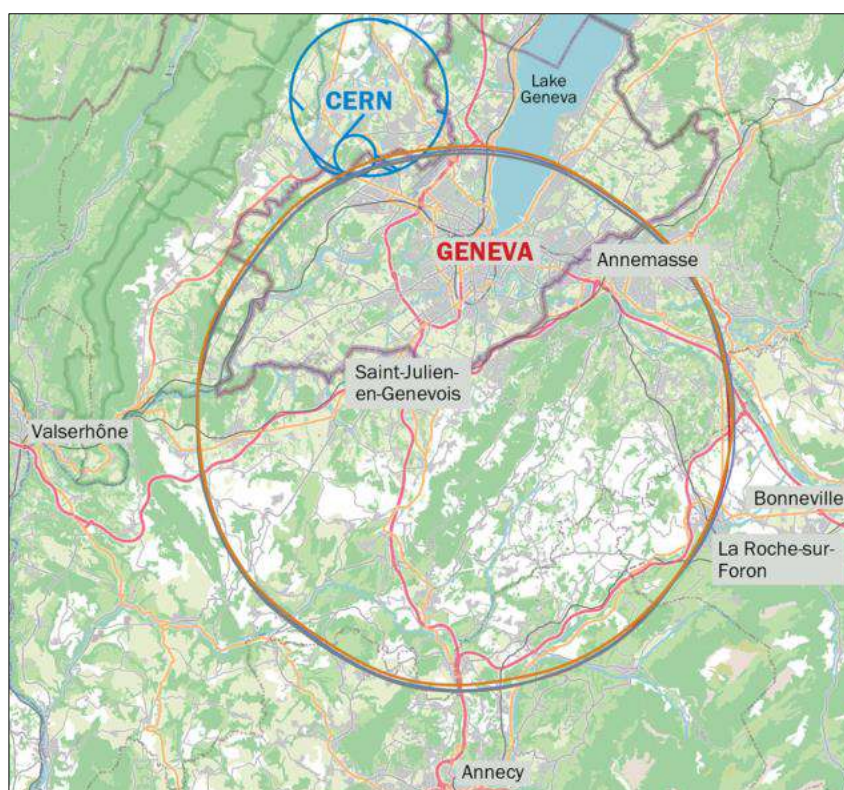 Lake
Geneva
CERN
GENEVA
Annemasse
Saint-Julien-
en-Genevois
Valserhône
Bonneville
La Roche-sur-
Foron
Annecy